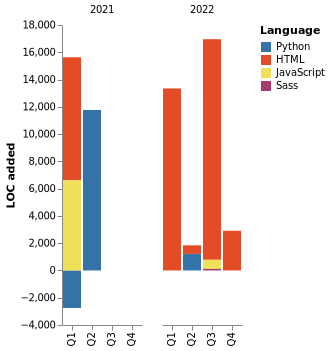 2021
2022
Language
Python
HTML
JavaScript
Sass
LOC added
18,000
16,000
14,000
12,000
10,000
8,000
6,000
4,000
2,000
0
−2,000
−4,000
Q1 Q2 Q3 Q4
Q1 Q2 Q3 Q4